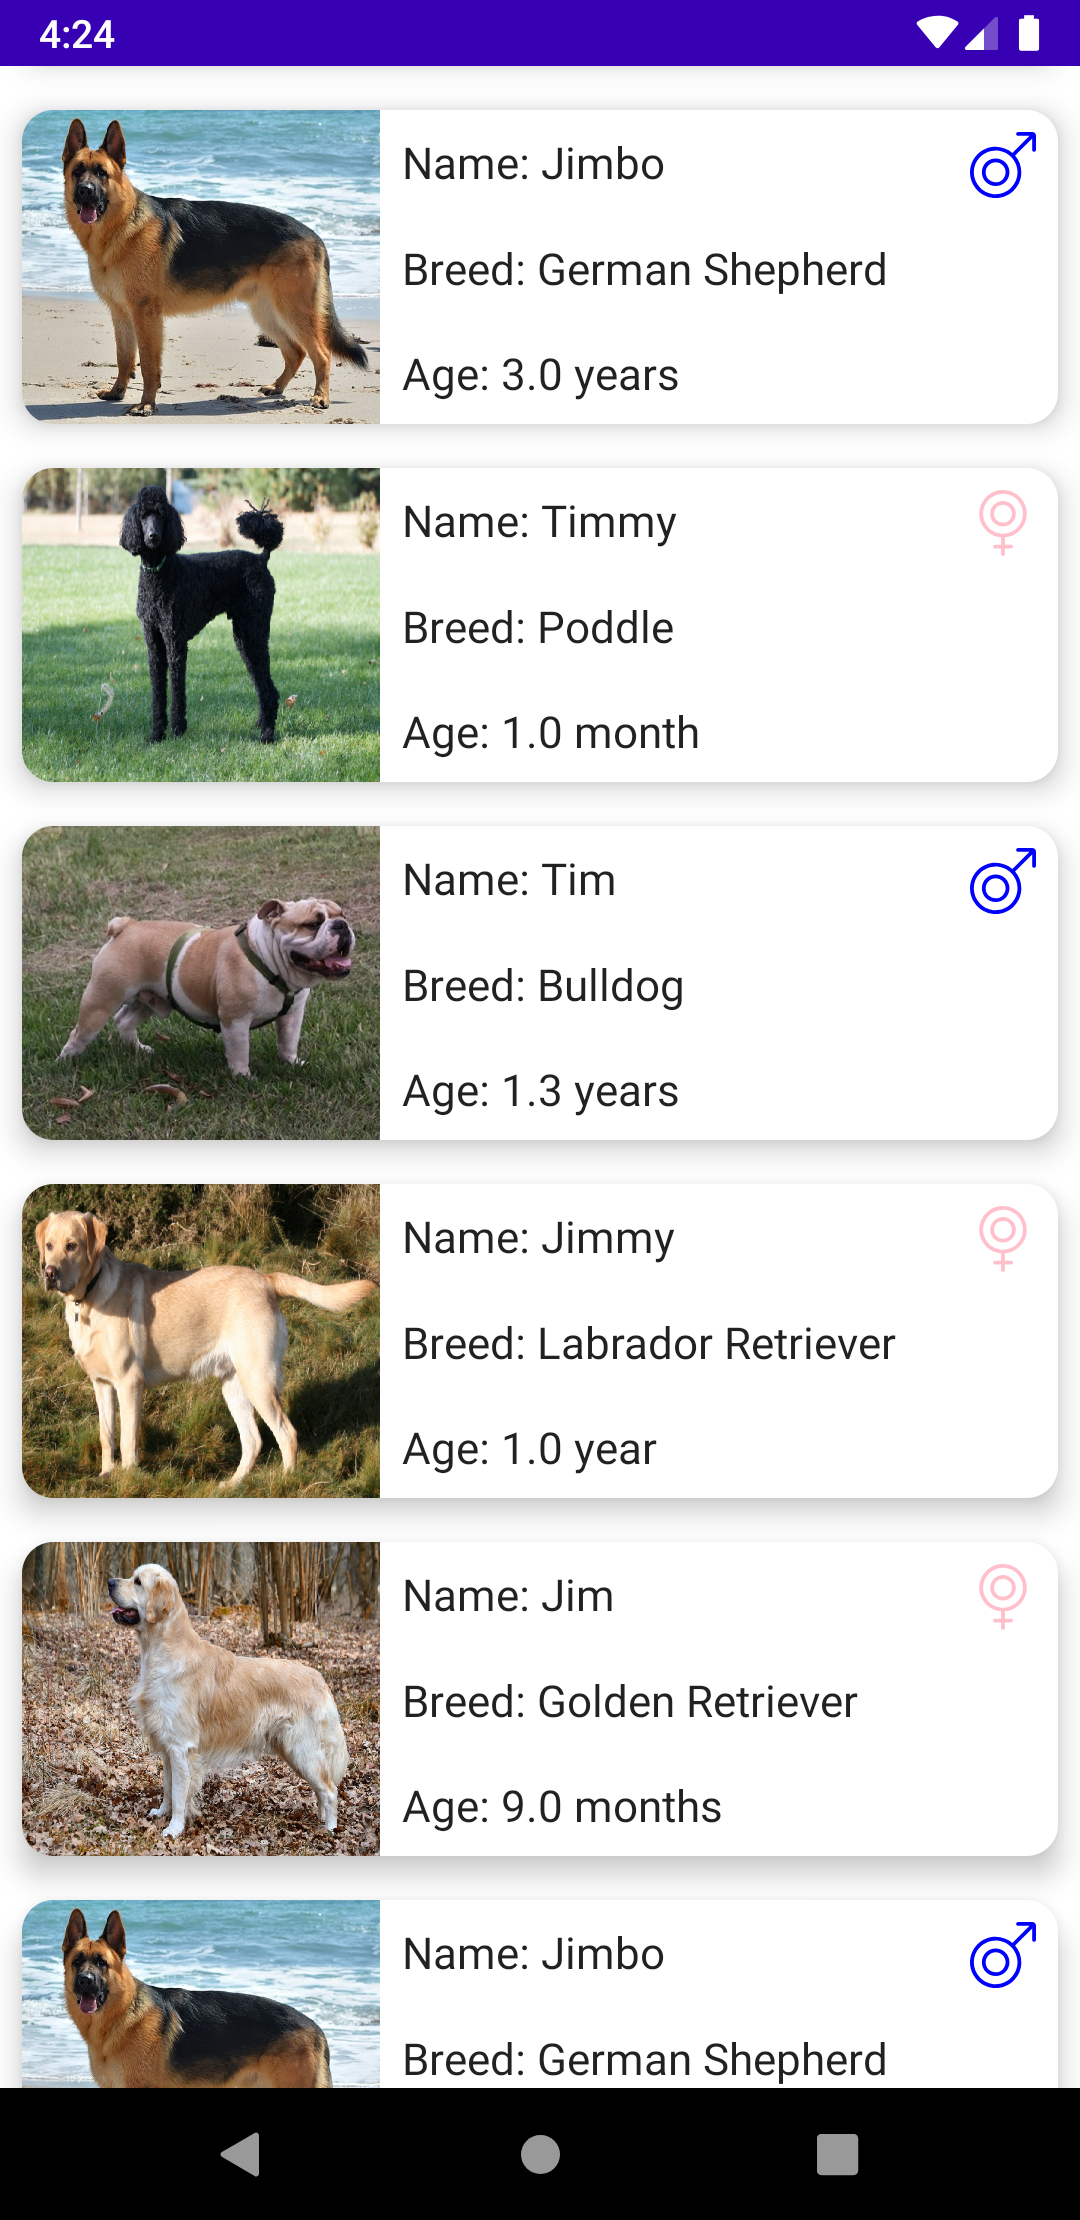 4:24
Name: Jimbo
Breed: German Shepherd
Age: 3.0 years
Name: Timmy
Breed: Poddle
Age: 1.0 month
Name: Tim
Breed: Bulldog
Age: 1.3 years
Name: Jimmy
Breed: Labrador Retriever
Age: 1.0 year
Name: Jim
Breed: Golden Retriever
Age: 9.0 months
Name: Jimbo
Breed: German Shepherd